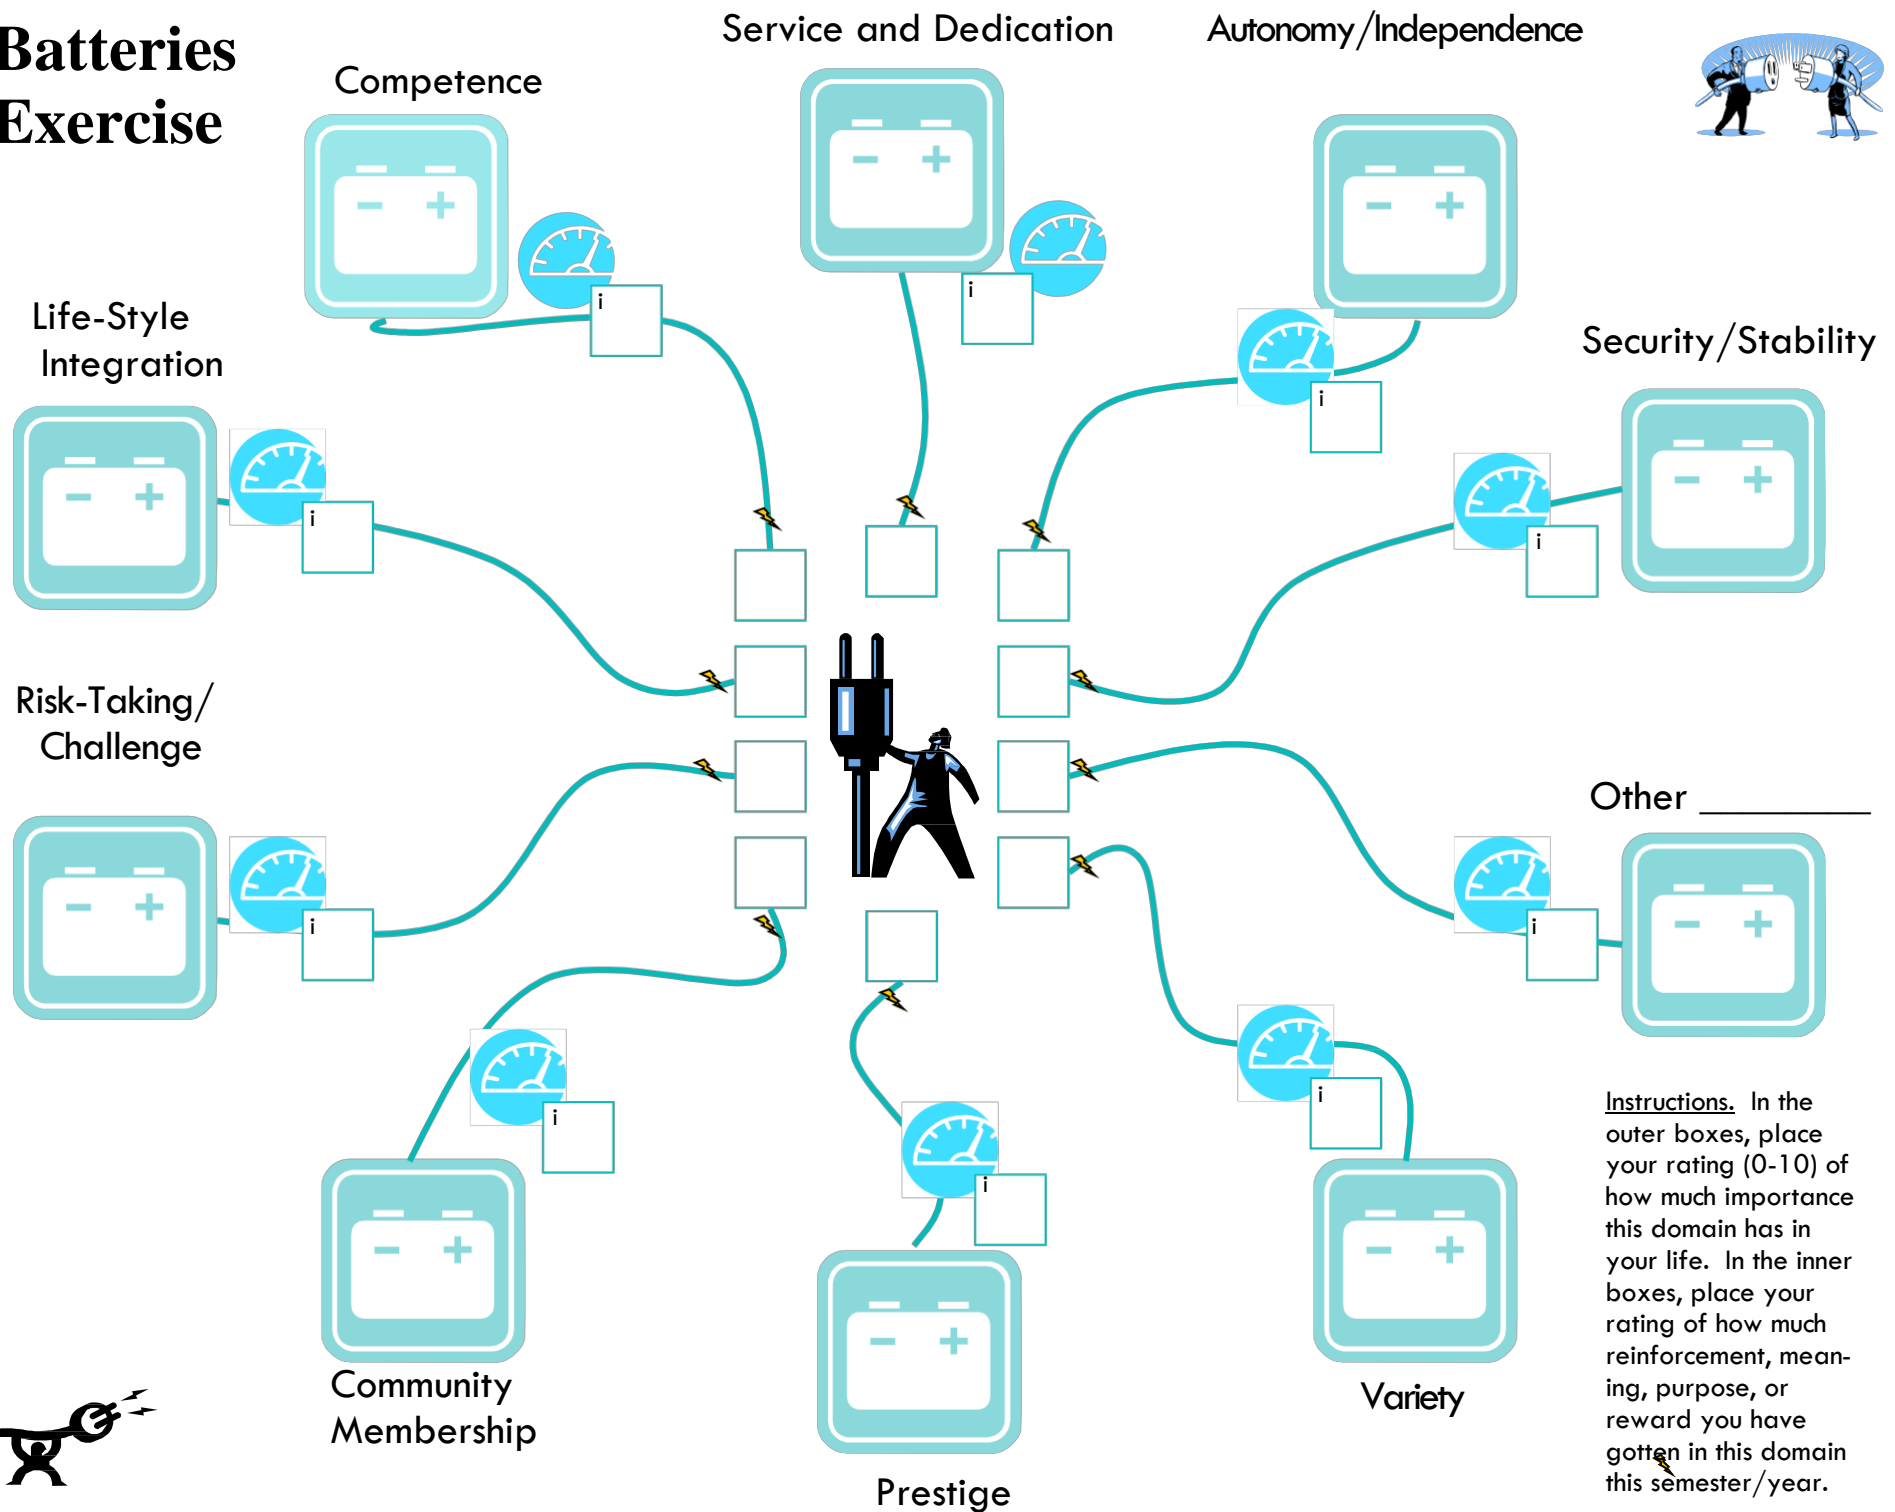 Batteries
Exercise
Service and Dedication
Autonomy/Independence
Competence
i
i
Life-Style
Integration
i
Security/Stability
i
i
i
Risk-Taking/
Challenge
Other ________
i
i
i
i
i
Instructions. In the
outer boxes, place
your rating (0-10) of
how much importance
this domain has in
your life. In the inner
boxes, place your
rating of how much
reinforcement, mean-
ing, purpose, or
reward you have
gotten in this domain
this semester/year.
Community
Membership
Variety
Prestige